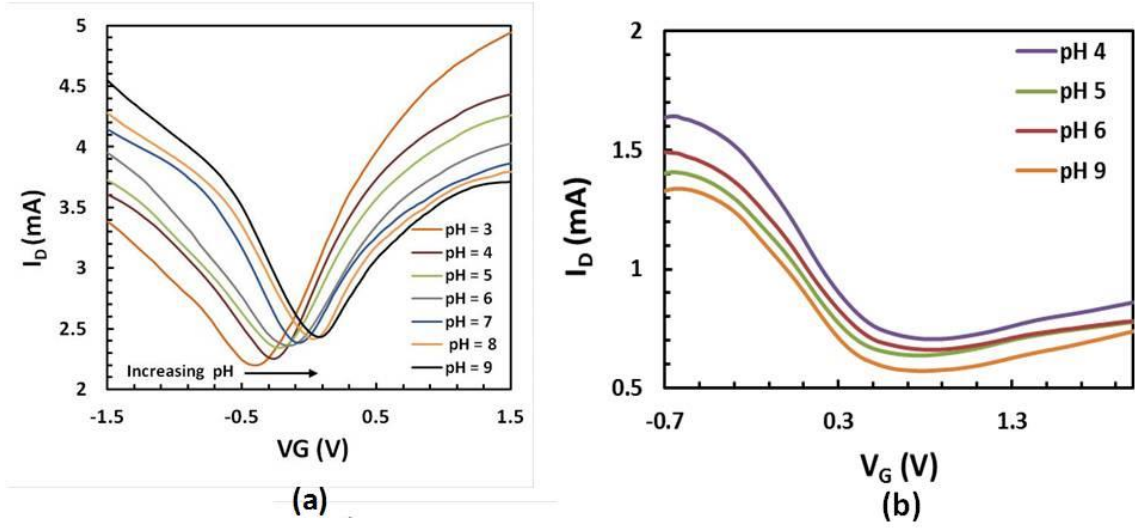 5
4.5
4
3.5
3
2.5
2
I_D (mA)
pH = 3
pH = 4
pH = 5
pH = 6
pH = 7
pH = 8
pH = 9
Increasing pH
-1.5
-0.5
0.5
1.5
VG (V)
(a)
2
1.5
1
0.5
I_D (mA)
pH 4
pH 5
pH 6
pH 9
-0.7
0.3
1.3
V_G (V)
(b)